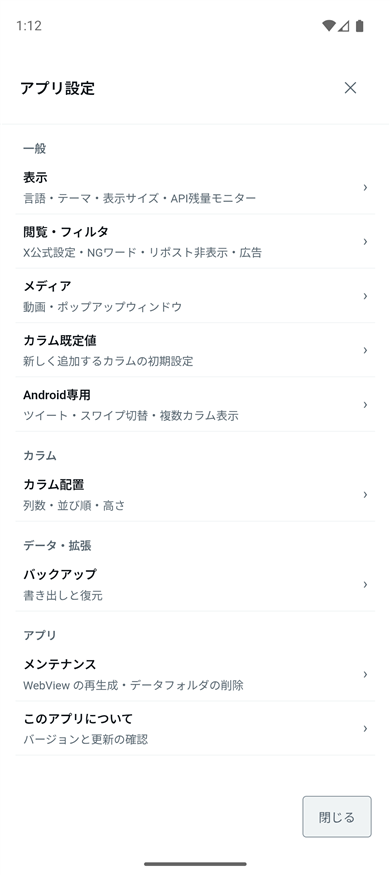 1:12
アプリ設定
一般
表示
言語・テーマ・表示サイズ・API残量モニター
閲覧・フィルタ
X公式設定・NGワード・リポスト非表示・広告
メディア
動画・ポップアップウィンドウ
カラム既定値
新しく追加するカラムの初期設定
Android専用
ツイート・スワイプ切替・複数カラム表示
カラム
カラム配置
列数・並び順・高さ
データ・拡張
バックアップ
書き出しと復元
アプリ
メンテナンス
WebView の再生成・データフォルダの削除
このアプリについて
バージョンと更新の確認
閉じる